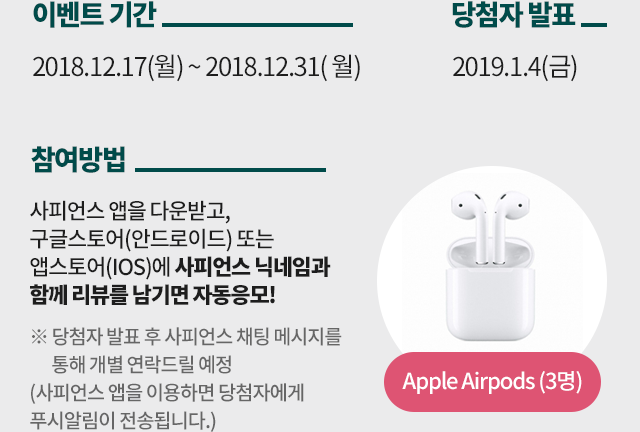 이벤트 기간
당첨자 발표
2018.12.17(월) ~ 2018.12.31( 월)
2019.1.4(금)
참여방법
사피언스 앱을 다운받고,
구글스토어(안드로이드) 또는
앱스토어(IOS)에 사피언스 닉네임과
함께 리뷰를 남기면 자동응모!
※ 당첨자 발표 후 사피언스 채팅 메시지를
통해 개별 연락드릴 예정
(사피언스 앱을 이용하면 당첨자에게
푸시알림이 전송됩니다.)
Apple Airpods (3명)